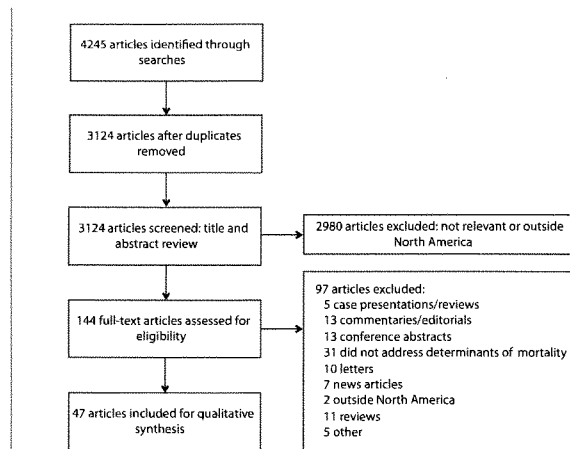 4245 articles identified through
searches
3124 articles after duplicates
removed
3124 articles screened: title and
abstract review
2980 articles excluded: not relevant or outside
North America
144 full-text articles assessed for
eligibility
97 articles excluded:
5 case presentations/reviews
13 commentaries/editorials
13 conference abstracts
31 did not address determinants of mortality
10 letters
7 news articles
2 outside North America
11 reviews
5 other
47 articles included for qualitative
synthesis